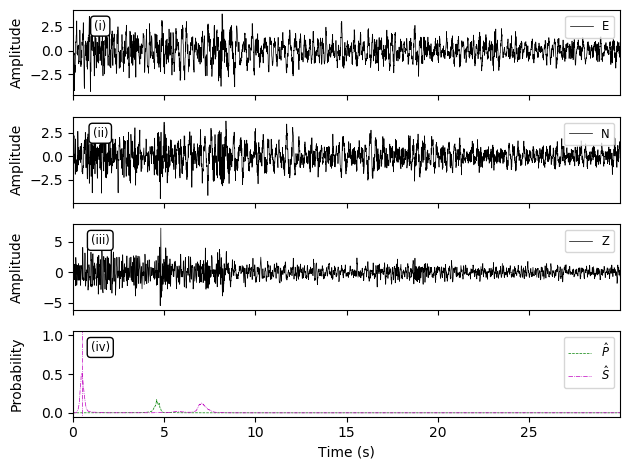 2.5
0.0
−2.5
Amplitude
(i)
E
2.5
0.0
−2.5
Amplitude
(ii)
N
5
0
−5
Amplitude
(iii)
Z
1.0
0.5
0.0
Probability
(iv)
P̂
Ŝ
0 5 10 15 20 25
Time (s)